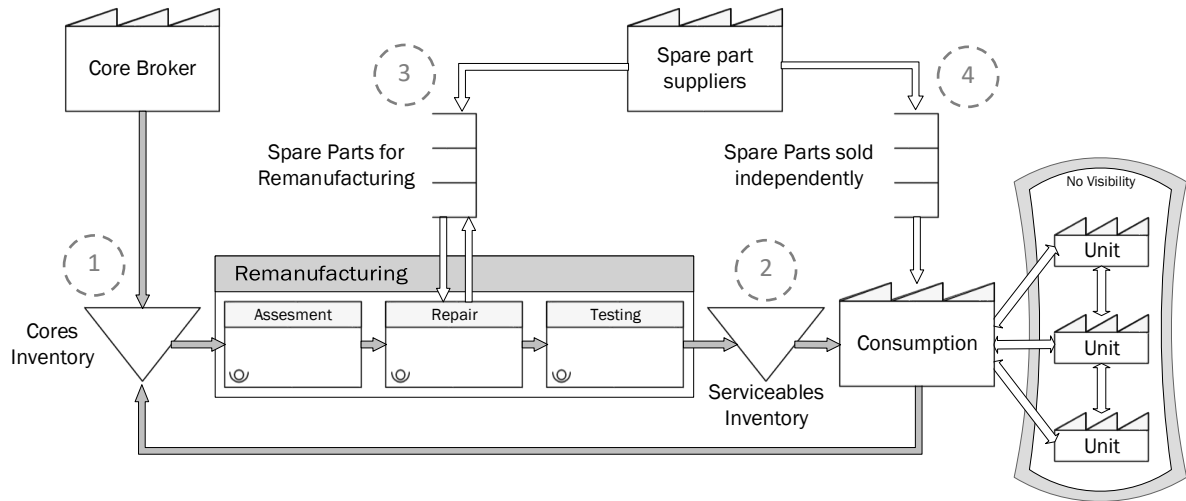 Core Broker
3
Spare part
suppliers
4
Spare Parts for
Remanufacturing
Spare Parts sold
independently
No Visibility
Unit
1
Remanufacturing
2
Assesment
Repair
Testing
Cores
Inventory
Consumption
Unit
Serviceables
Inventory
Unit